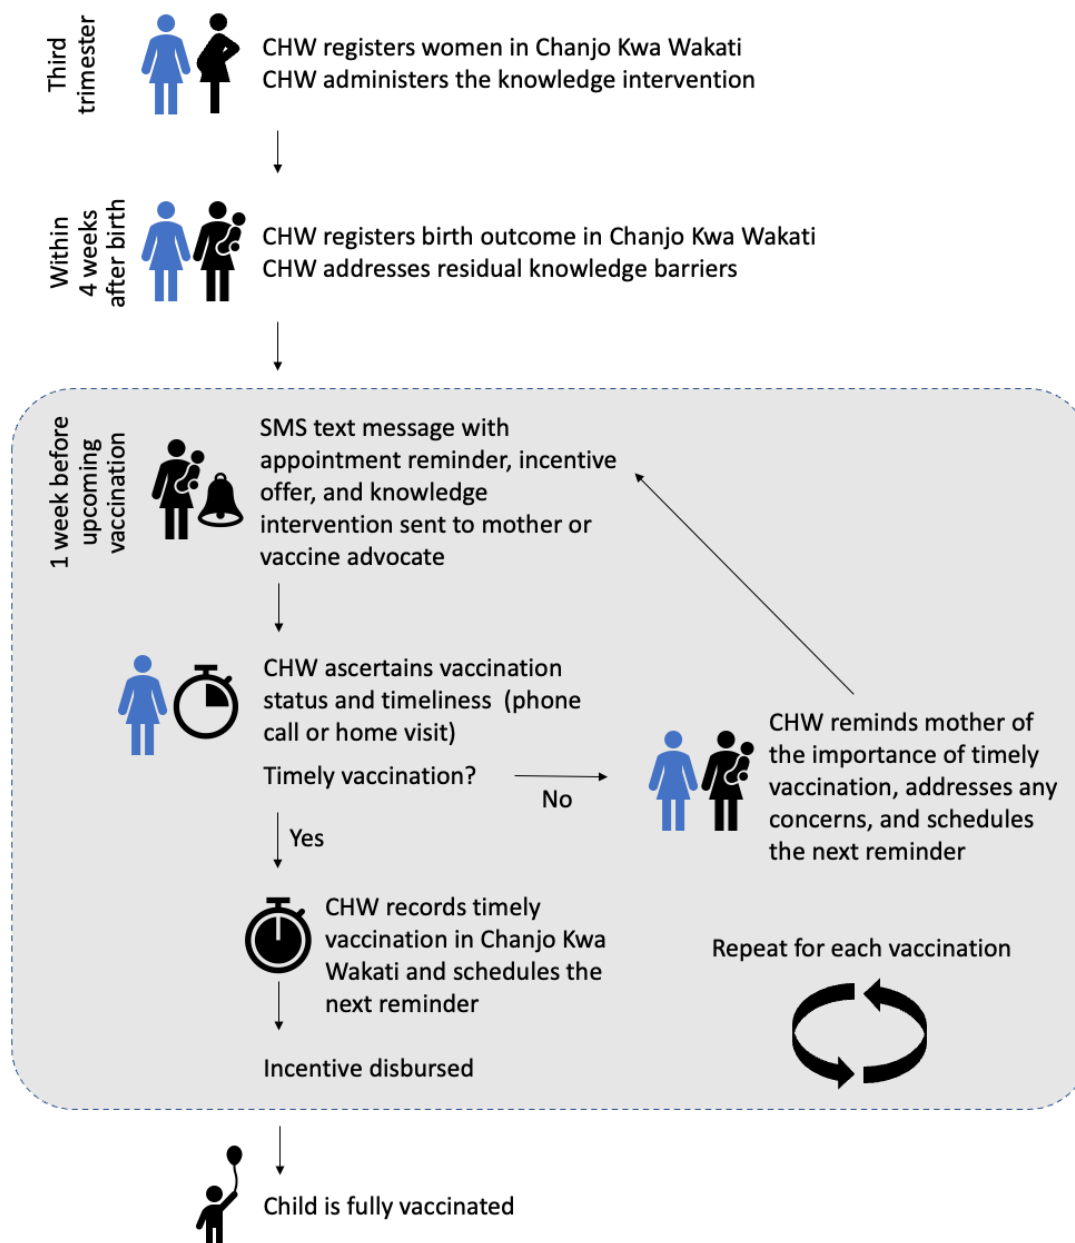 Third
trimester
CHW registers women in Chanjo Kwa Wakati
CHW administers the knowledge intervention
Within
4 weeks
after birth
CHW registers birth outcome in Chanjo Kwa Wakati
CHW addresses residual knowledge barriers
1 week before
upcoming
vaccination
SMS text message with
appointment reminder, incentive
offer, and knowledge
intervention sent to mother or
vaccine advocate
CHW ascertains vaccination
status and timeliness (phone
call or home visit)
Timely vaccination?
No
CHW reminds mother of
the importance of timely
vaccination, addresses any
concerns, and schedules
the next reminder
Yes
CHW records timely
vaccination in Chanjo Kwa
Wakati and schedules the
next reminder
Repeat for each vaccination
Incentive disbursed
Child is fully vaccinated